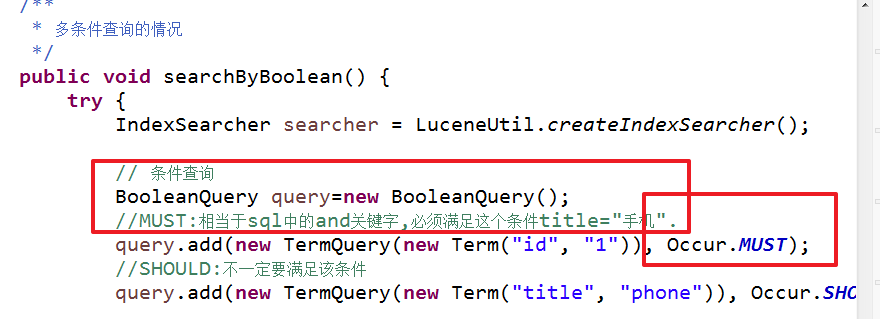 /**
* 多条件查询的情况
*/
public void searchByBoolean() {
try {
IndexSearcher searcher = LuceneUtil.createIndexSearcher();
// 条件查询
BooleanQuery query=new BooleanQuery();
//MUST:相当于sql中的and关键字,必须满足这个条件title="手机".
query.add(new TermQuery(new Term("id", "1")), Occur.MUST);
//SHOULD:不一定要满足该条件
query.add(new TermQuery(new Term("title", "phone")), Occur.SHO